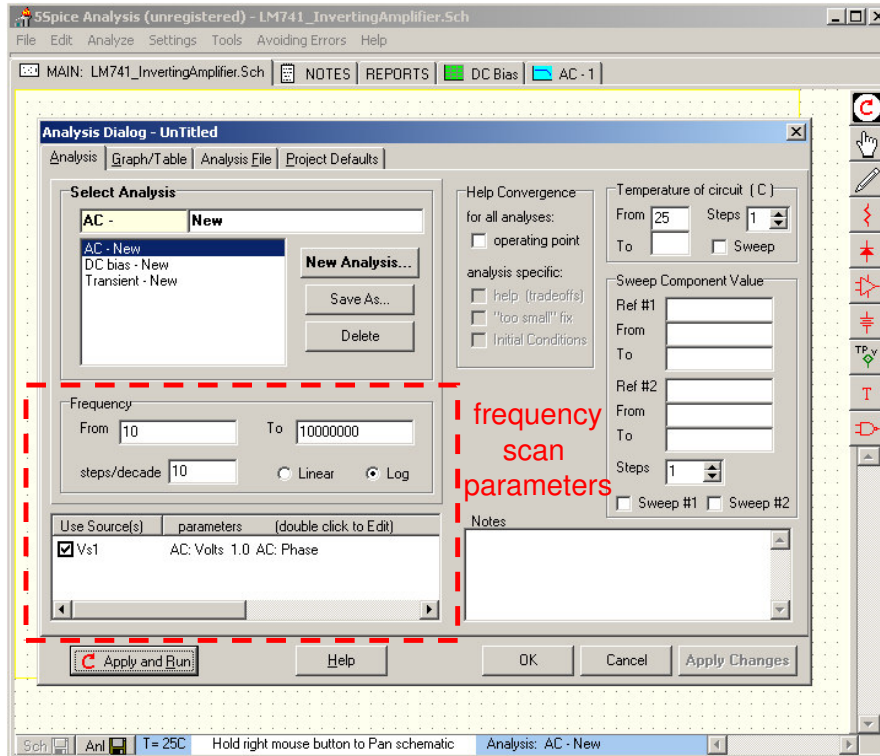 5Spice Analysis (unregistered) - LM741_InvertingAmplifier.Sch
File Edit Analyze Settings Tools Avoiding Errors Help
MAIN: LM741_InvertingAmplifier.Sch NOTES REPORTS DC Bias AC - 1
Analysis Dialog - UnTitled
Analysis Graph/Table Analysis File Project Defaults
Select Analysis
AC - New
AC - New
DC bias - New
Transient - New
New Analysis...
Save As...
Delete
Help Convergence
for all analyses:
operating point
analysis specific:
help (tradeoffs)
"too small" fix
Initial Conditions
Temperature of circuit ( C )
From 25 Steps 1
To Sweep
Sweep Component Value
Ref #1
From
To
Ref #2
From
To
Steps 1
Sweep #1 Sweep #2
Frequency
From 10 To 10000000
steps/decade 10 Linear Log
frequency
scan
parameters
Use Source(s) parameters (double click to Edit)
Vs1 AC: Volts 1.0 AC: Phase
Notes
Apply and Run Help OK Cancel Apply Changes
TP v
T
Sch Anl T= 25C Hold right mouse button to Pan schematic Analysis: AC - New